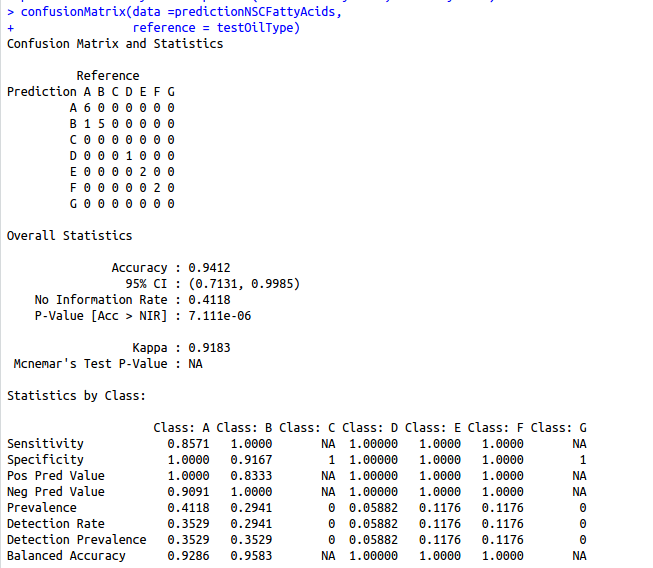 > confusionMatrix(data =predictionNSCFattyAcids,
+                 reference = testOilType)
Confusion Matrix and Statistics

          Reference
Prediction A B C D E F G
         A 6 0 0 0 0 0 0
         B 1 5 0 0 0 0 0
         C 0 0 0 0 0 0 0
         D 0 0 0 1 0 0 0
         E 0 0 0 0 2 0 0
         F 0 0 0 0 0 2 0
         G 0 0 0 0 0 0 0

Overall Statistics

               Accuracy : 0.9412
                 95% CI : (0.7131, 0.9985)
    No Information Rate : 0.4118
    P-Value [Acc > NIR] : 7.111e-06

                  Kappa : 0.9183
 Mcnemar's Test P-Value : NA

Statistics by Class:

                     Class: A Class: B Class: C Class: D Class: E Class: F Class: G
Sensitivity            0.8571   1.0000       NA  1.00000   1.0000   1.0000       NA
Specificity            1.0000   0.9167        1  1.00000   1.0000   1.0000        1
Pos Pred Value         1.0000   0.8333       NA  1.00000   1.0000   1.0000       NA
Neg Pred Value         0.9091   1.0000       NA  1.00000   1.0000   1.0000       NA
Prevalence             0.4118   0.2941        0  0.05882   0.1176   0.1176        0
Detection Rate         0.3529   0.2941        0  0.05882   0.1176   0.1176        0
Detection Prevalence   0.3529   0.3529        0  0.05882   0.1176   0.1176        0
Balanced Accuracy      0.9286   0.9583       NA  1.00000   1.0000   1.0000       NA